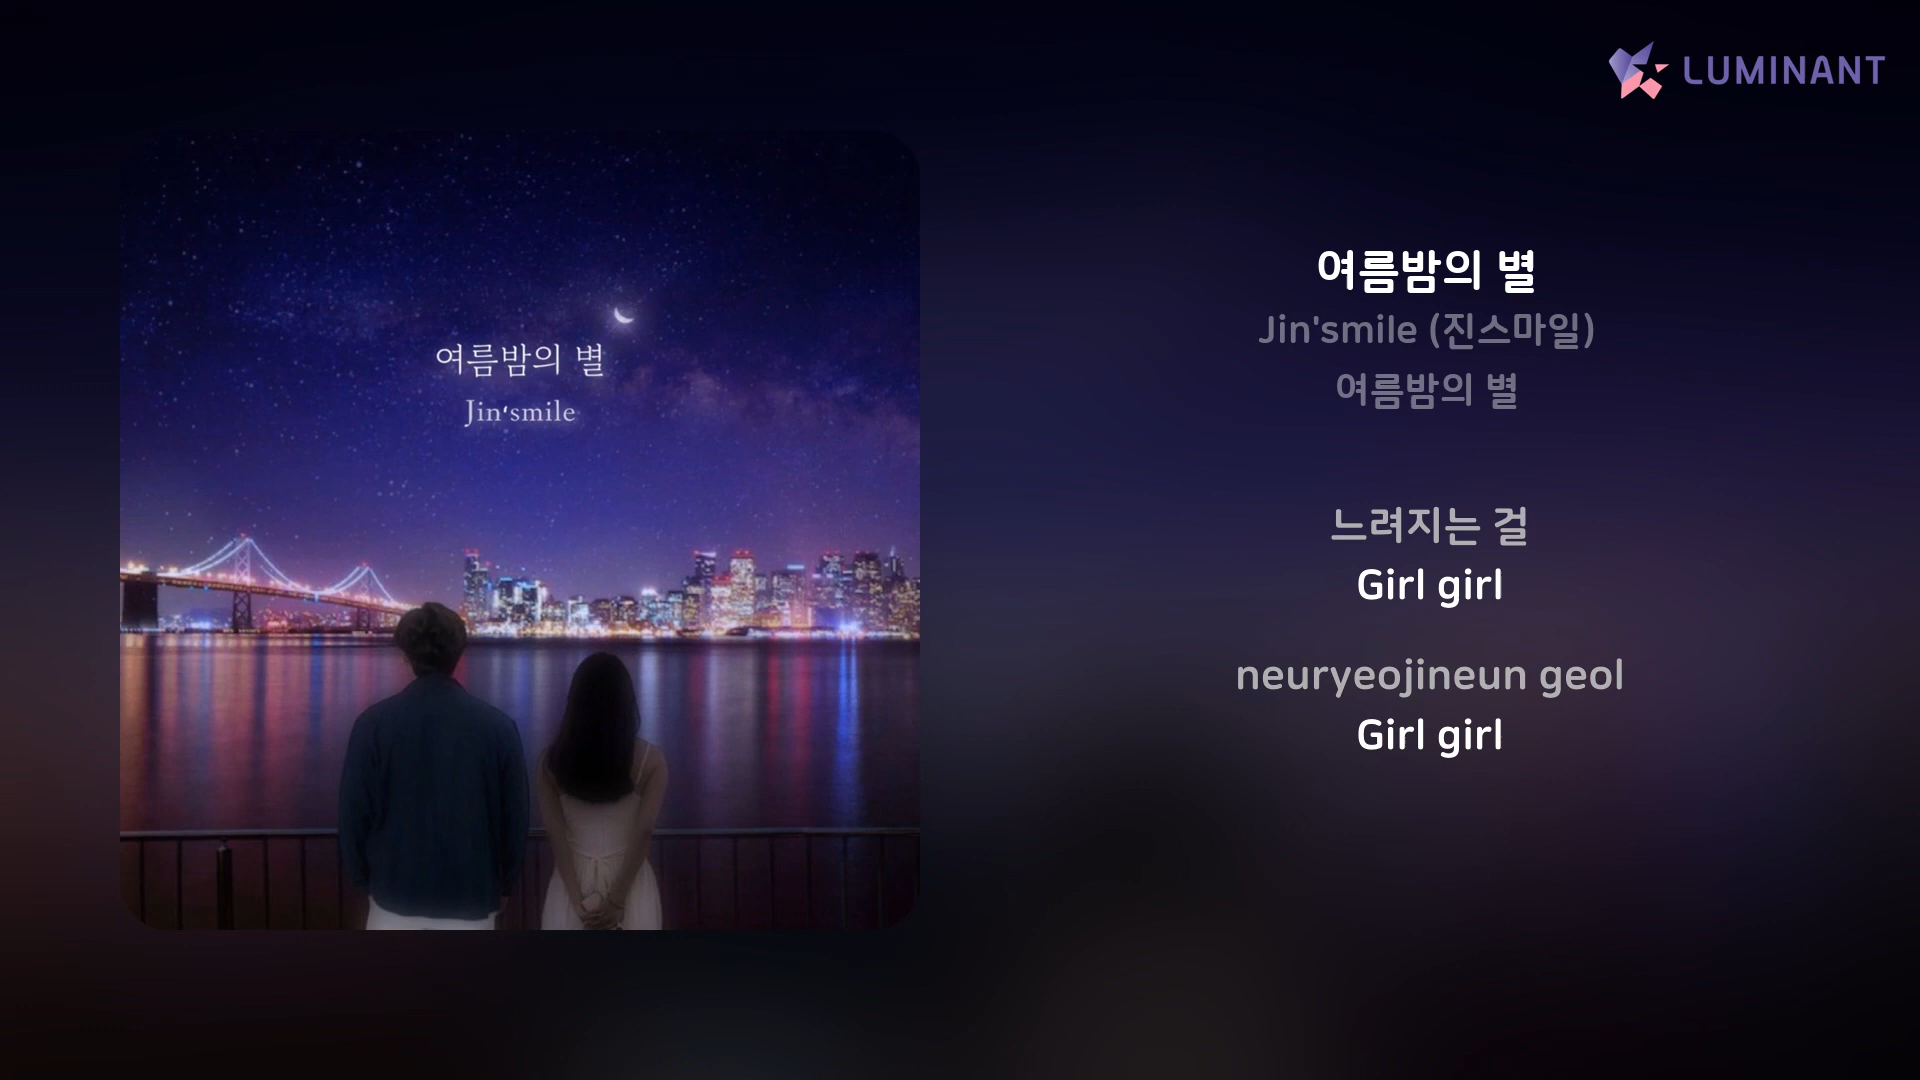 LUMINANT
여름밤의 별
Jin'smile
여름밤의 별
Jin'smile (진스마일)
여름밤의 별
느려지는 걸
Girl girl
neuryeojineun geol
Girl girl